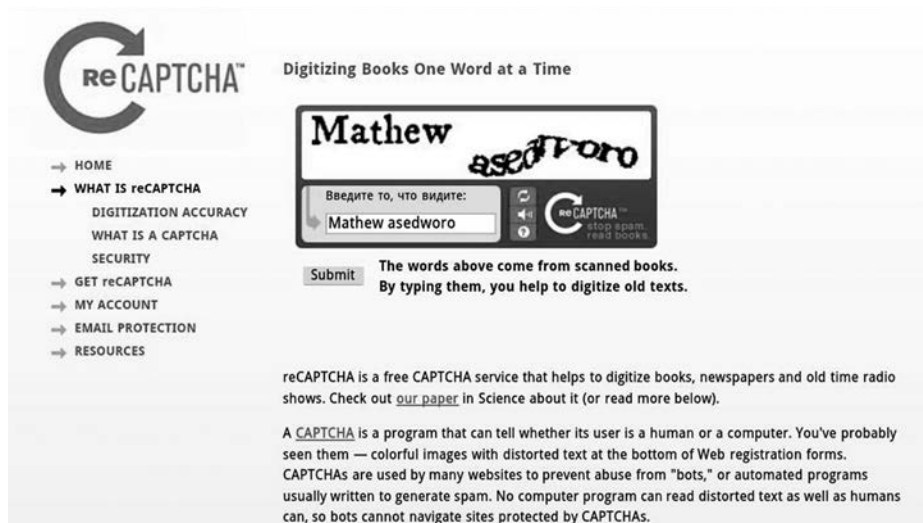 reCAPTCHA™
Digitizing Books One Word at a Time
Mathew asedworo
HOME
WHAT IS reCAPTCHA
DIGITIZATION ACCURACY
WHAT IS A CAPTCHA
SECURITY
GET reCAPTCHA
MY ACCOUNT
EMAIL PROTECTION
RESOURCES
Введите то, что видите:
Mathew asedworo
reCAPTCHA™
stop spam.
read books.
Submit
The words above come from scanned books.
By typing them, you help to digitize old texts.
reCAPTCHA is a free CAPTCHA service that helps to digitize books, newspapers and old time radio
shows. Check out our paper in Science about it (or read more below).
A CAPTCHA is a program that can tell whether its user is a human or a computer. You've probably
seen them — colorful images with distorted text at the bottom of Web registration forms.
CAPTCHAs are used by many websites to prevent abuse from "bots," or automated programs
usually written to generate spam. No computer program can read distorted text as well as humans
can, so bots cannot navigate sites protected by CAPTCHAs.